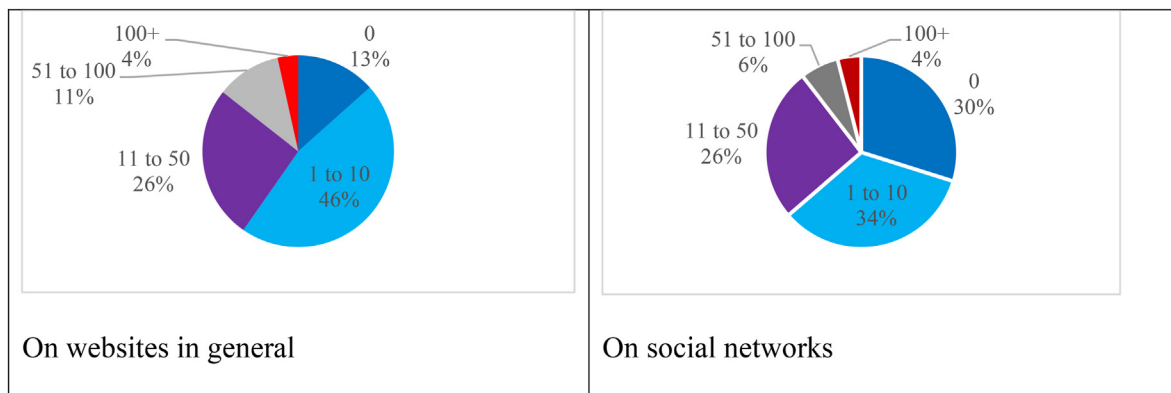 100+
4%
0
13%
51 to 100
11%
11 to 50
26%
1 to 10
46%
On websites in general
51 to 100
6%
100+
4%
0
30%
11 to 50
26%
1 to 10
34%
On social networks